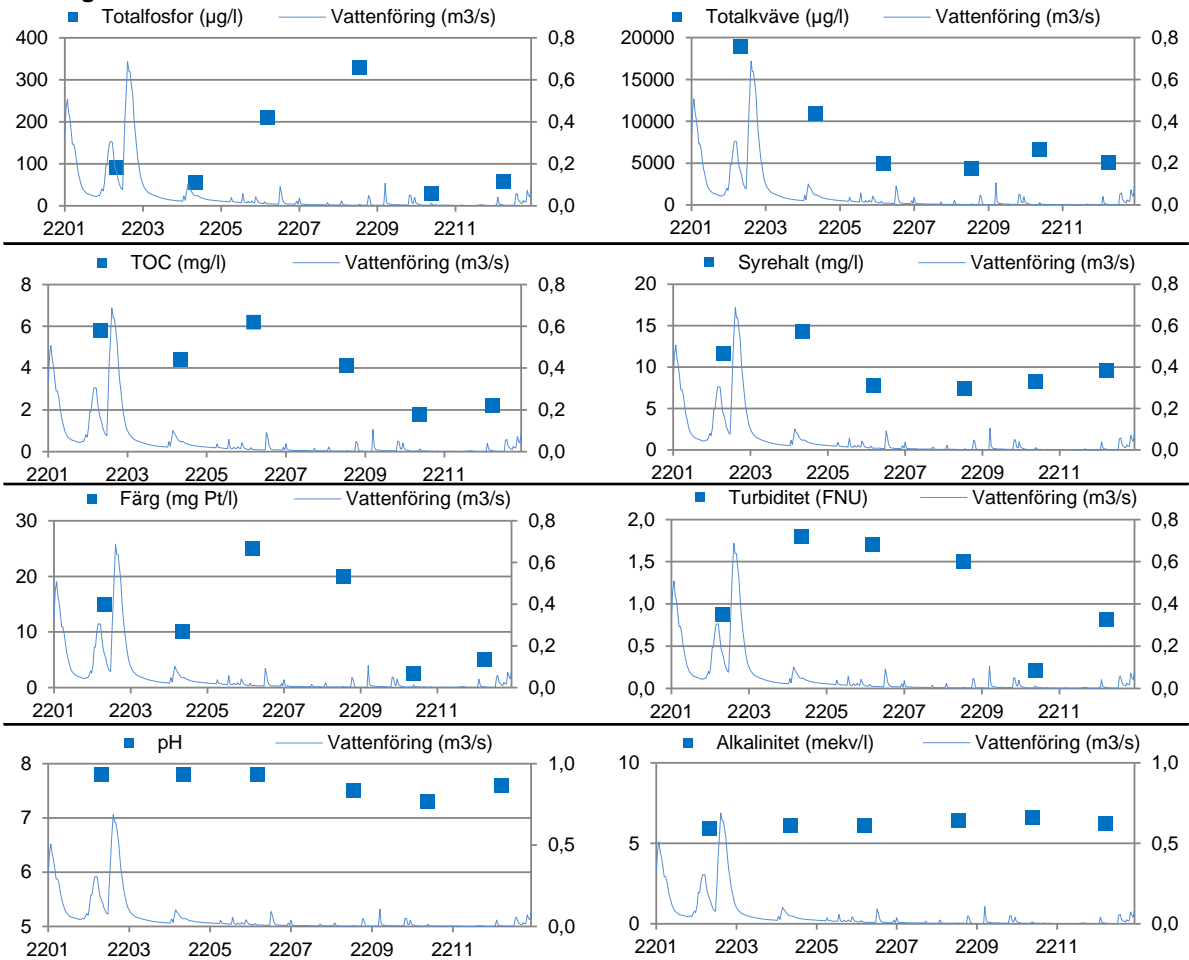 Totalfosfor (µg/l) Vattenföring (m3/s)
400 0,8
300 0,6
200 0,4
100 0,2
0 0,0
2201 2203 2205 2207 2209 2211
Totalkväve (µg/l) Vattenföring (m3/s)
20000 0,8
15000 0,6
10000 0,4
5000 0,2
0 0,0
2201 2203 2205 2207 2209 2211
TOC (mg/l) Vattenföring (m3/s)
8 0,8
6 0,6
4 0,4
2 0,2
0 0,0
2201 2203 2205 2207 2209 2211
Syrehalt (mg/l) Vattenföring (m3/s)
20 0,8
15 0,6
10 0,4
5 0,2
0 0,0
2201 2203 2205 2207 2209 2211
Färg (mg Pt/l) Vattenföring (m3/s)
30 0,8
20 0,6
10 0,4
0 0,2
0,0
2201 2203 2205 2207 2209 2211
Turbiditet (FNU) Vattenföring (m3/s)
2,0 0,8
1,5 0,6
1,0 0,4
0,5 0,2
0,0 0,0
2201 2203 2205 2207 2209 2211
pH Vattenföring (m3/s)
8 1,0
7
6 0,5
5 0,0
2201 2203 2205 2207 2209 2211
Alkalinitet (mekv/l) Vattenföring (m3/s)
10 1,0
5 0,5
0 0,0
2201 2203 2205 2207 2209 2211